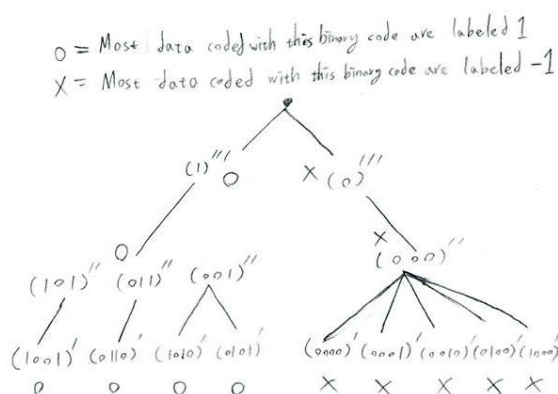 O = Most data coded with this binary code are labeled 1
X = Most data coded with this binary code are labeled -1
(1)''' O X (0)'''
O X
(101)'' (011)'' (001)'' (000)''
(1001)' (0110)' (1010)' (0101)' (0000)' (0001)' (0010)' (0100)' (1000)'
O O O O X X X X X